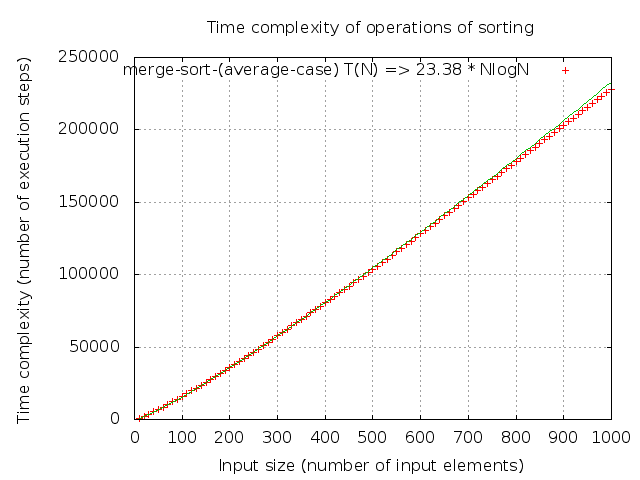 Time complexity of operations of sorting
250000
merge-sort-(average-case) T(N) => 23.38 * NlogN
200000
150000
100000
50000
0
Time complexity (number of execution steps)
0 100 200 300 400 500 600 700 800 900 1000
Input size (number of input elements)